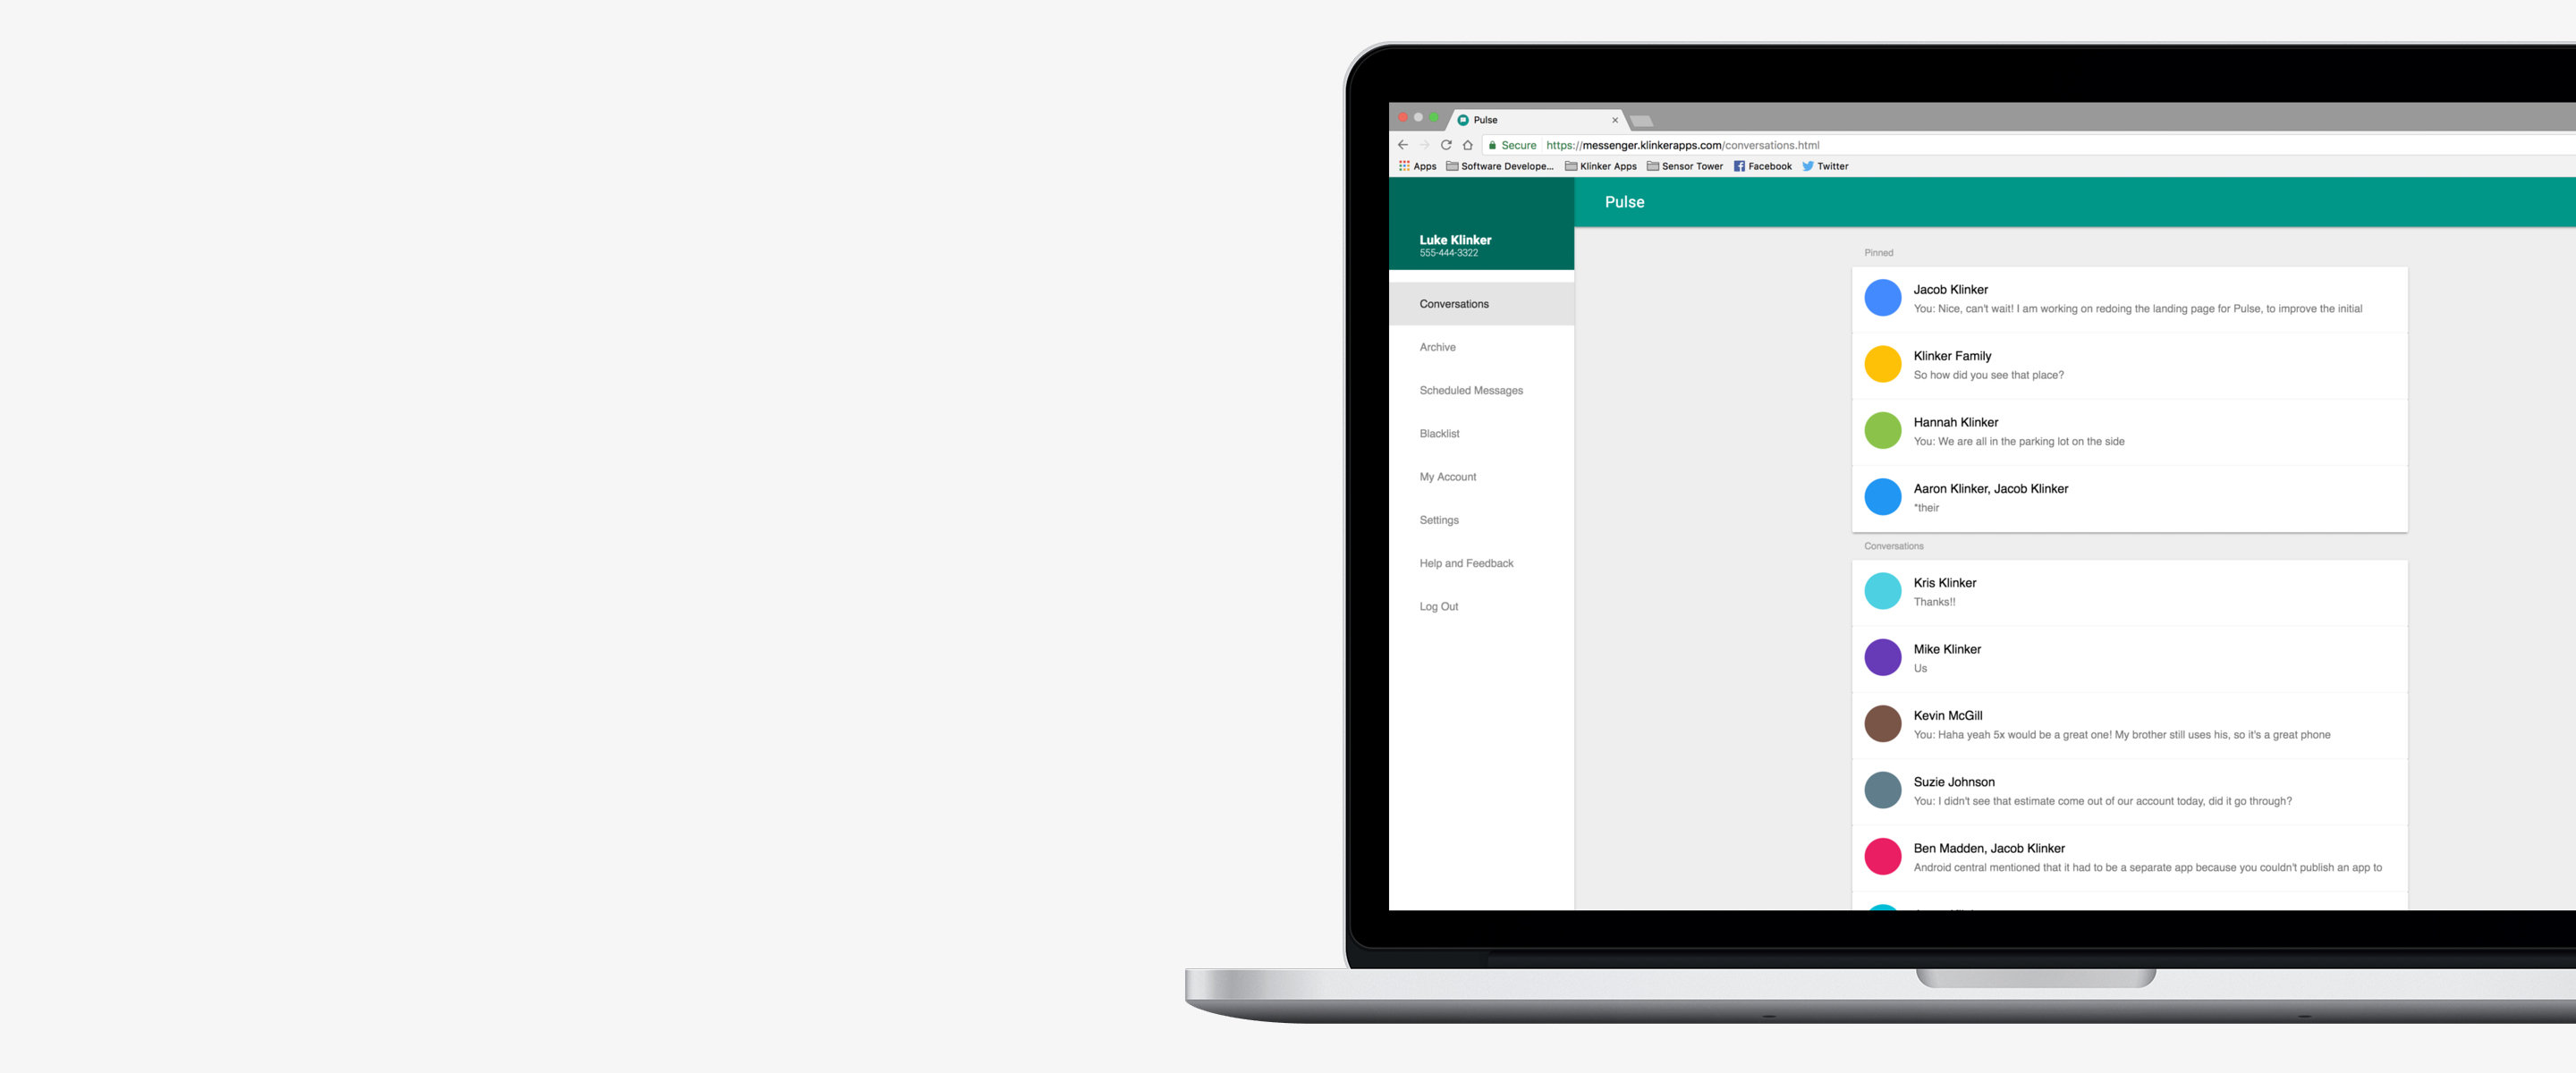 Pulse
Secure https://messenger.klinkerapps.com/conversations.html
Apps Software Develope... Klinker Apps Sensor Tower Facebook Twitter
Luke Klinker
555-444-3322
Conversations
Archive
Scheduled Messages
Blacklist
My Account
Settings
Help and Feedback
Log Out
Pulse
Pinned
Jacob Klinker
You: Nice, can't wait! I am working on redoing the landing page for Pulse, to improve the initial
Klinker Family
So how did you see that place?
Hannah Klinker
You: We are all in the parking lot on the side
Aaron Klinker, Jacob Klinker
*their
Conversations
Kris Klinker
Thanks!!
Mike Klinker
Us
Kevin McGill
You: Haha yeah 5x would be a great one! My brother still uses his, so it's a great phone
Suzie Johnson
You: I didn't see that estimate come out of our account today, did it go through?
Ben Madden, Jacob Klinker
Android central mentioned that it had to be a separate app because you couldn't publish an app to